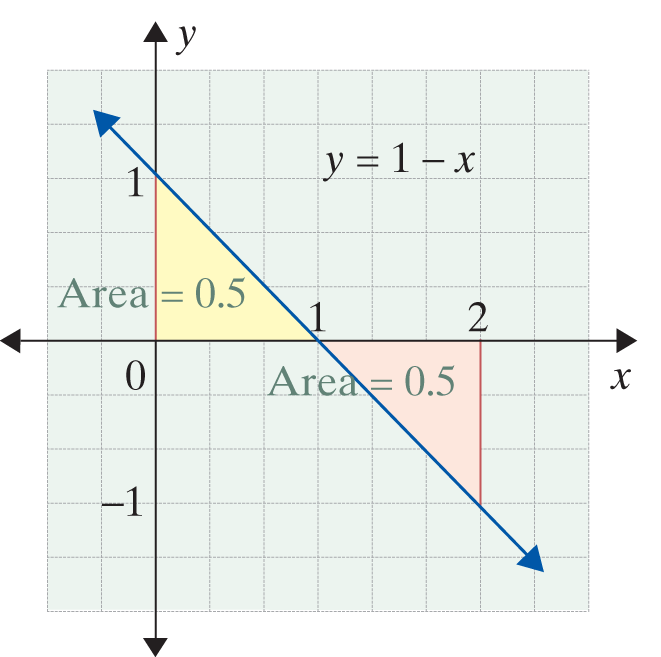 y
y = 1 − x
1
Area = 0.5
1
2
0
Area = 0.5
x
−1